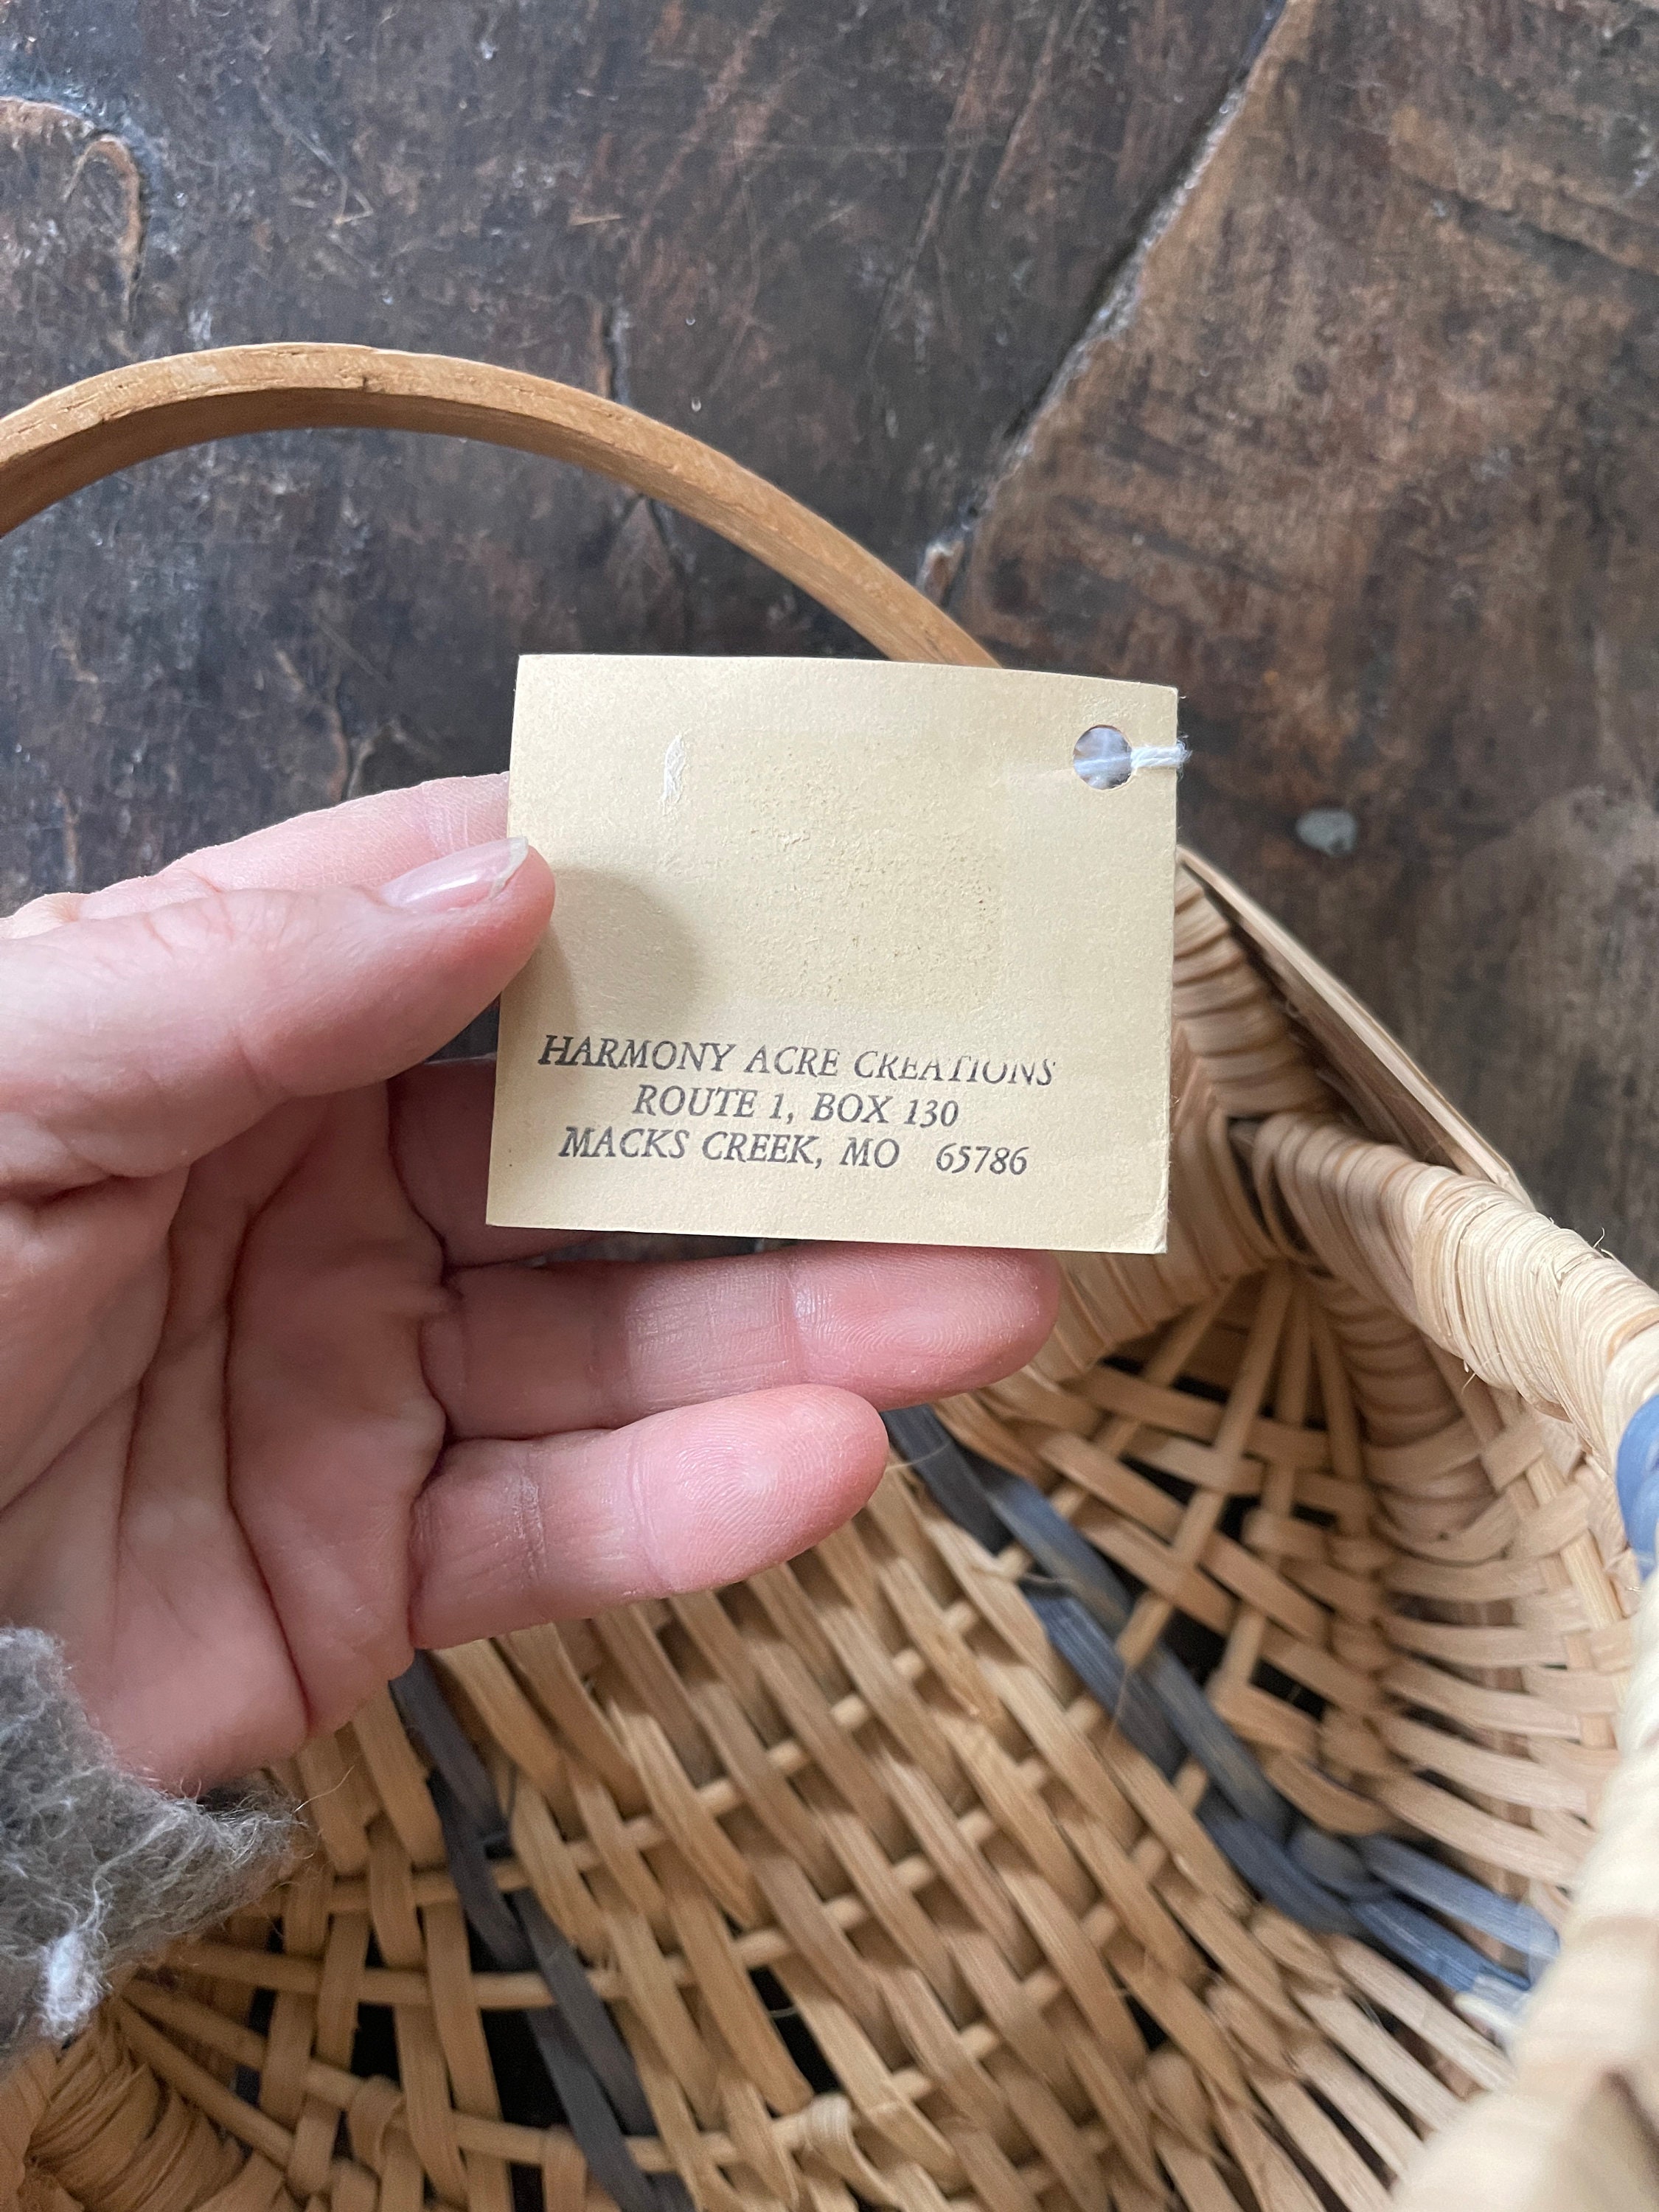 HARMONY ACRE CREATIONS
ROUTE 1, BOX 130
MACKS CREEK, MO 65786